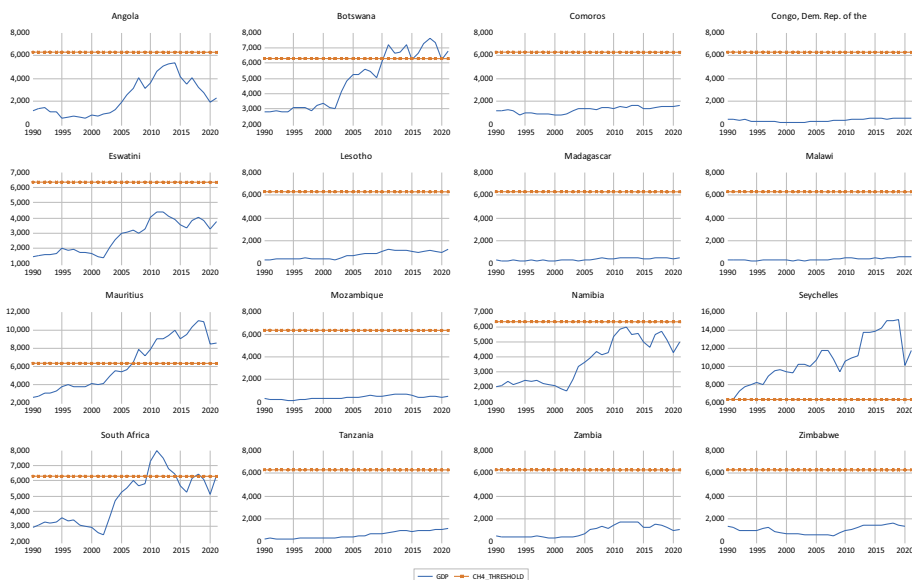 Angola Botswana Comoros Congo, Dem. Rep. of the
8,000 8,000 8,000 8,000
7,000
6,000 6,000 6,000 6,000
5,000
4,000 4,000 4,000 4,000
2,000 3,000 2,000 2,000
0 2,000 0 0
1990 1995 2000 2005 2010 2015 2020 1990 1995 2000 2005 2010 2015 2020 1990 1995 2000 2005 2010 2015 2020 1990 1995 2000 2005 2010 2015 2020
Eswatini Lesotho Madagascar Malawi
7,000 8,000 8,000 8,000
6,000 6,000 6,000 6,000
5,000
4,000 4,000 4,000 4,000
3,000
2,000 2,000 2,000 2,000
1,000 0 0 0
1990 1995 2000 2005 2010 2015 2020 1990 1995 2000 2005 2010 2015 2020 1990 1995 2000 2005 2010 2015 2020 1990 1995 2000 2005 2010 2015 2020
Mauritius Mozambique Namibia Seychelles
12,000 8,000 7,000 16,000
10,000 6,000 6,000 14,000
8,000 5,000 12,000
6,000 4,000 4,000 10,000
4,000 2,000 3,000 8,000
2,000 0 2,000 6,000
1,000
1990 1995 2000 2005 2010 2015 2020 1990 1995 2000 2005 2010 2015 2020 1990 1995 2000 2005 2010 2015 2020 1990 1995 2000 2005 2010 2015 2020
South Africa Tanzania Zambia Zimbabwe
8,000 8,000 8,000 8,000
7,000
6,000 6,000 6,000 6,000
5,000
4,000 4,000 4,000 4,000
3,000 2,000 2,000 2,000
2,000 0 0 0
1990 1995 2000 2005 2010 2015 2020 1990 1995 2000 2005 2010 2015 2020 1990 1995 2000 2005 2010 2015 2020 1990 1995 2000 2005 2010 2015 2020
GDP CH4_THRESHOLD